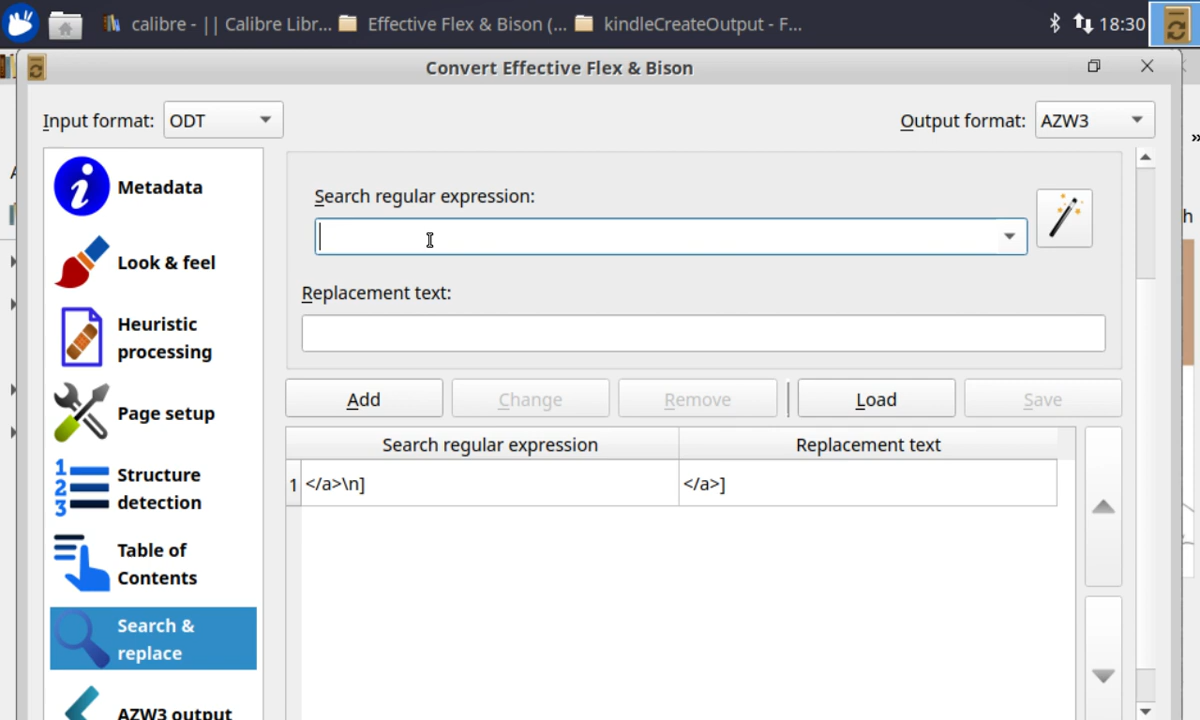 calibre - || Calibre Libr...
Effective Flex & Bison (...
kindleCreateOutput - F...
18:30
Convert Effective Flex & Bison
Input format: ODT
Output format: AZW3
Metadata
Look & feel
Heuristic
processing
Page setup
Structure
detection
Table of
Contents
Search &
replace
AZW3 output
Search regular expression:
Replacement text:
Add
Change
Remove
Load
Save
Search regular expression
Replacement text
1
</a>\n]
</a>]
»